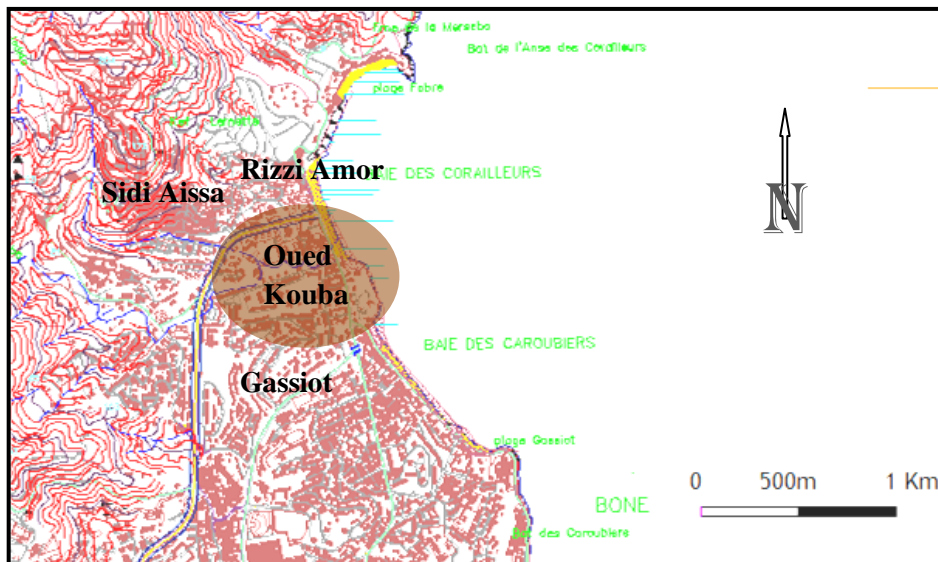 Bat de l'Anse des Corailleurs
plage Fabre
Rizzi Amor
AIE DES CORAILLEURS
Sidi Aissa
N
Oued
Kouba
BAIE DES CAROUBIERS
Gassiot
plage Gassiot
0 500m 1 Km
BONE
Bat des Caroubiers